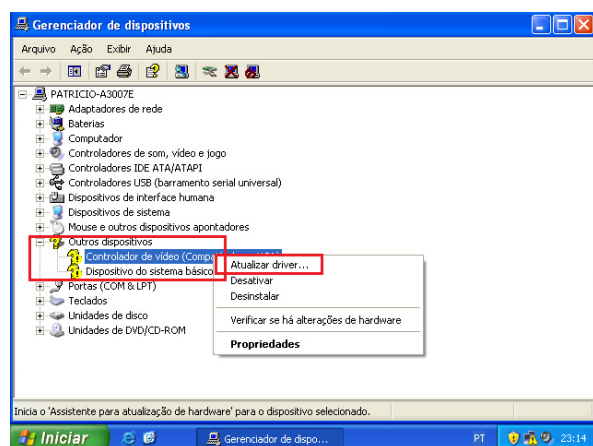 Gerenciador de dispositivos
Arquivo Ação Exibir Ajuda
PATRICIO-A3007E
Adaptadores de rede
Baterias
Computador
Controladores de som, vídeo e jogo
Controladores IDE ATA/ATAPI
Controladores USB (barramento serial universal)
Dispositivos de interface humana
Dispositivos de sistema
Mouse e outros dispositivos apontadores
Outros dispositivos
Controlador de vídeo
Dispositivo do sistema básico
Portas (COM & LPT)
Teclados
Unidades de disco
Unidades de DVD/CD-ROM
Atualizar driver...
Desativar
Desinstalar
Verificar se há alterações de hardware
Propriedades
Inicia o 'Assistente para atualização de hardware' para o dispositivo selecionado.
Iniciar
Gerenciador de dispo...
PT
23:14